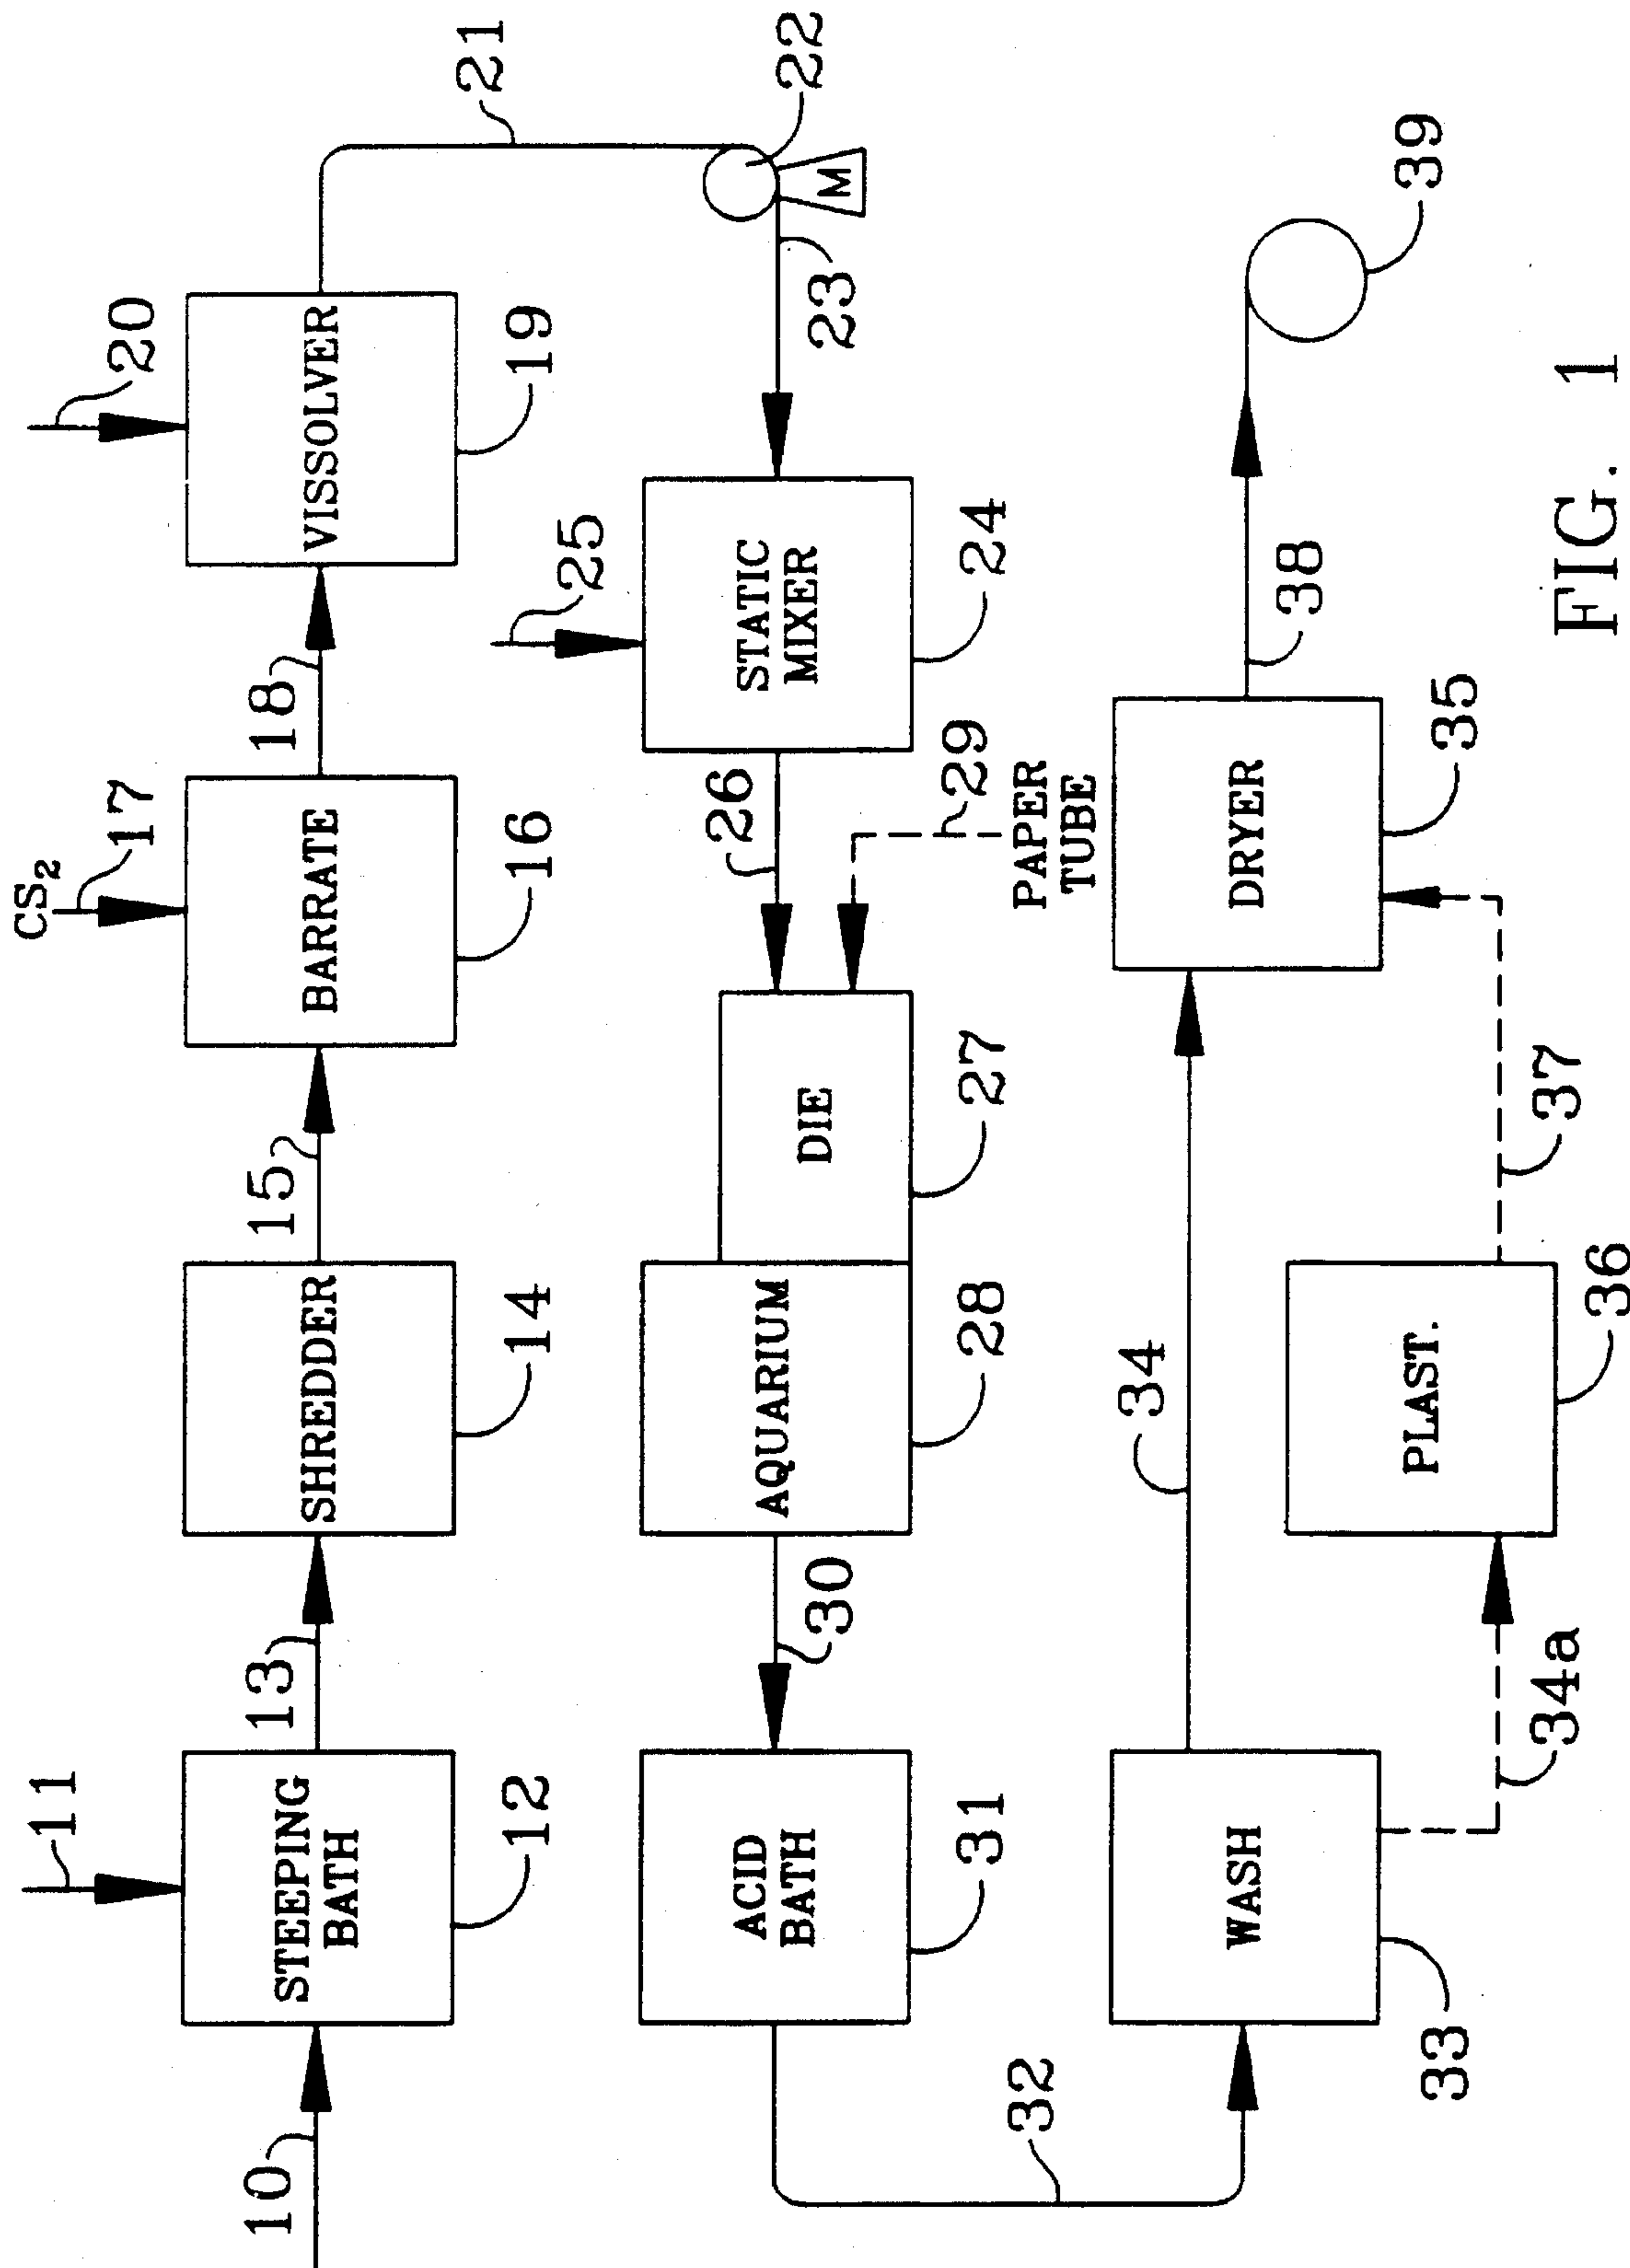 CS₂
11
17
20
10
13
15
18
21
STEEPING
BATH
SHREDDER
BARRATE
VISSOLVER
12
14
16
19
22
M
25
23
30
26
ACID
BATH
AQUARIUM
DIE
STATIC
MIXER
31
28
27
29
24
PAPER
TUBE
32
34
38
39
WASH
DRYER
33
35
PLAST.
34a
37
36
FIG. 1